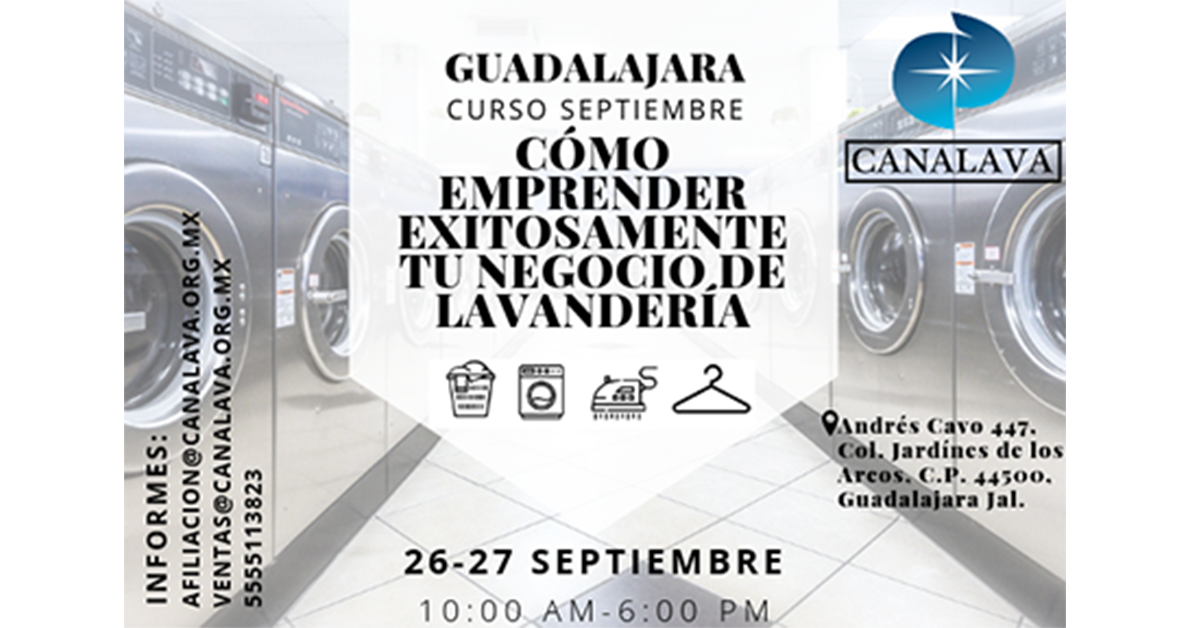 GUADALAJARA
CURSO SEPTIEMBRE
CÓMO
EMPRENDER
EXITOSAMENTE
TU NEGOCIO DE
LAVANDERÍA
CANALAVA
INFORMES:
AFILIACION@CANALAVA.ORG.MX
VENTAS@CANALAVA.ORG.MX
5555113823
Andrés Cavo 447,
Col. Jardínes de los
Arcos, C.P. 44500,
Guadalajara Jal.
26-27 SEPTIEMBRE
10:00 AM-6:00 PM